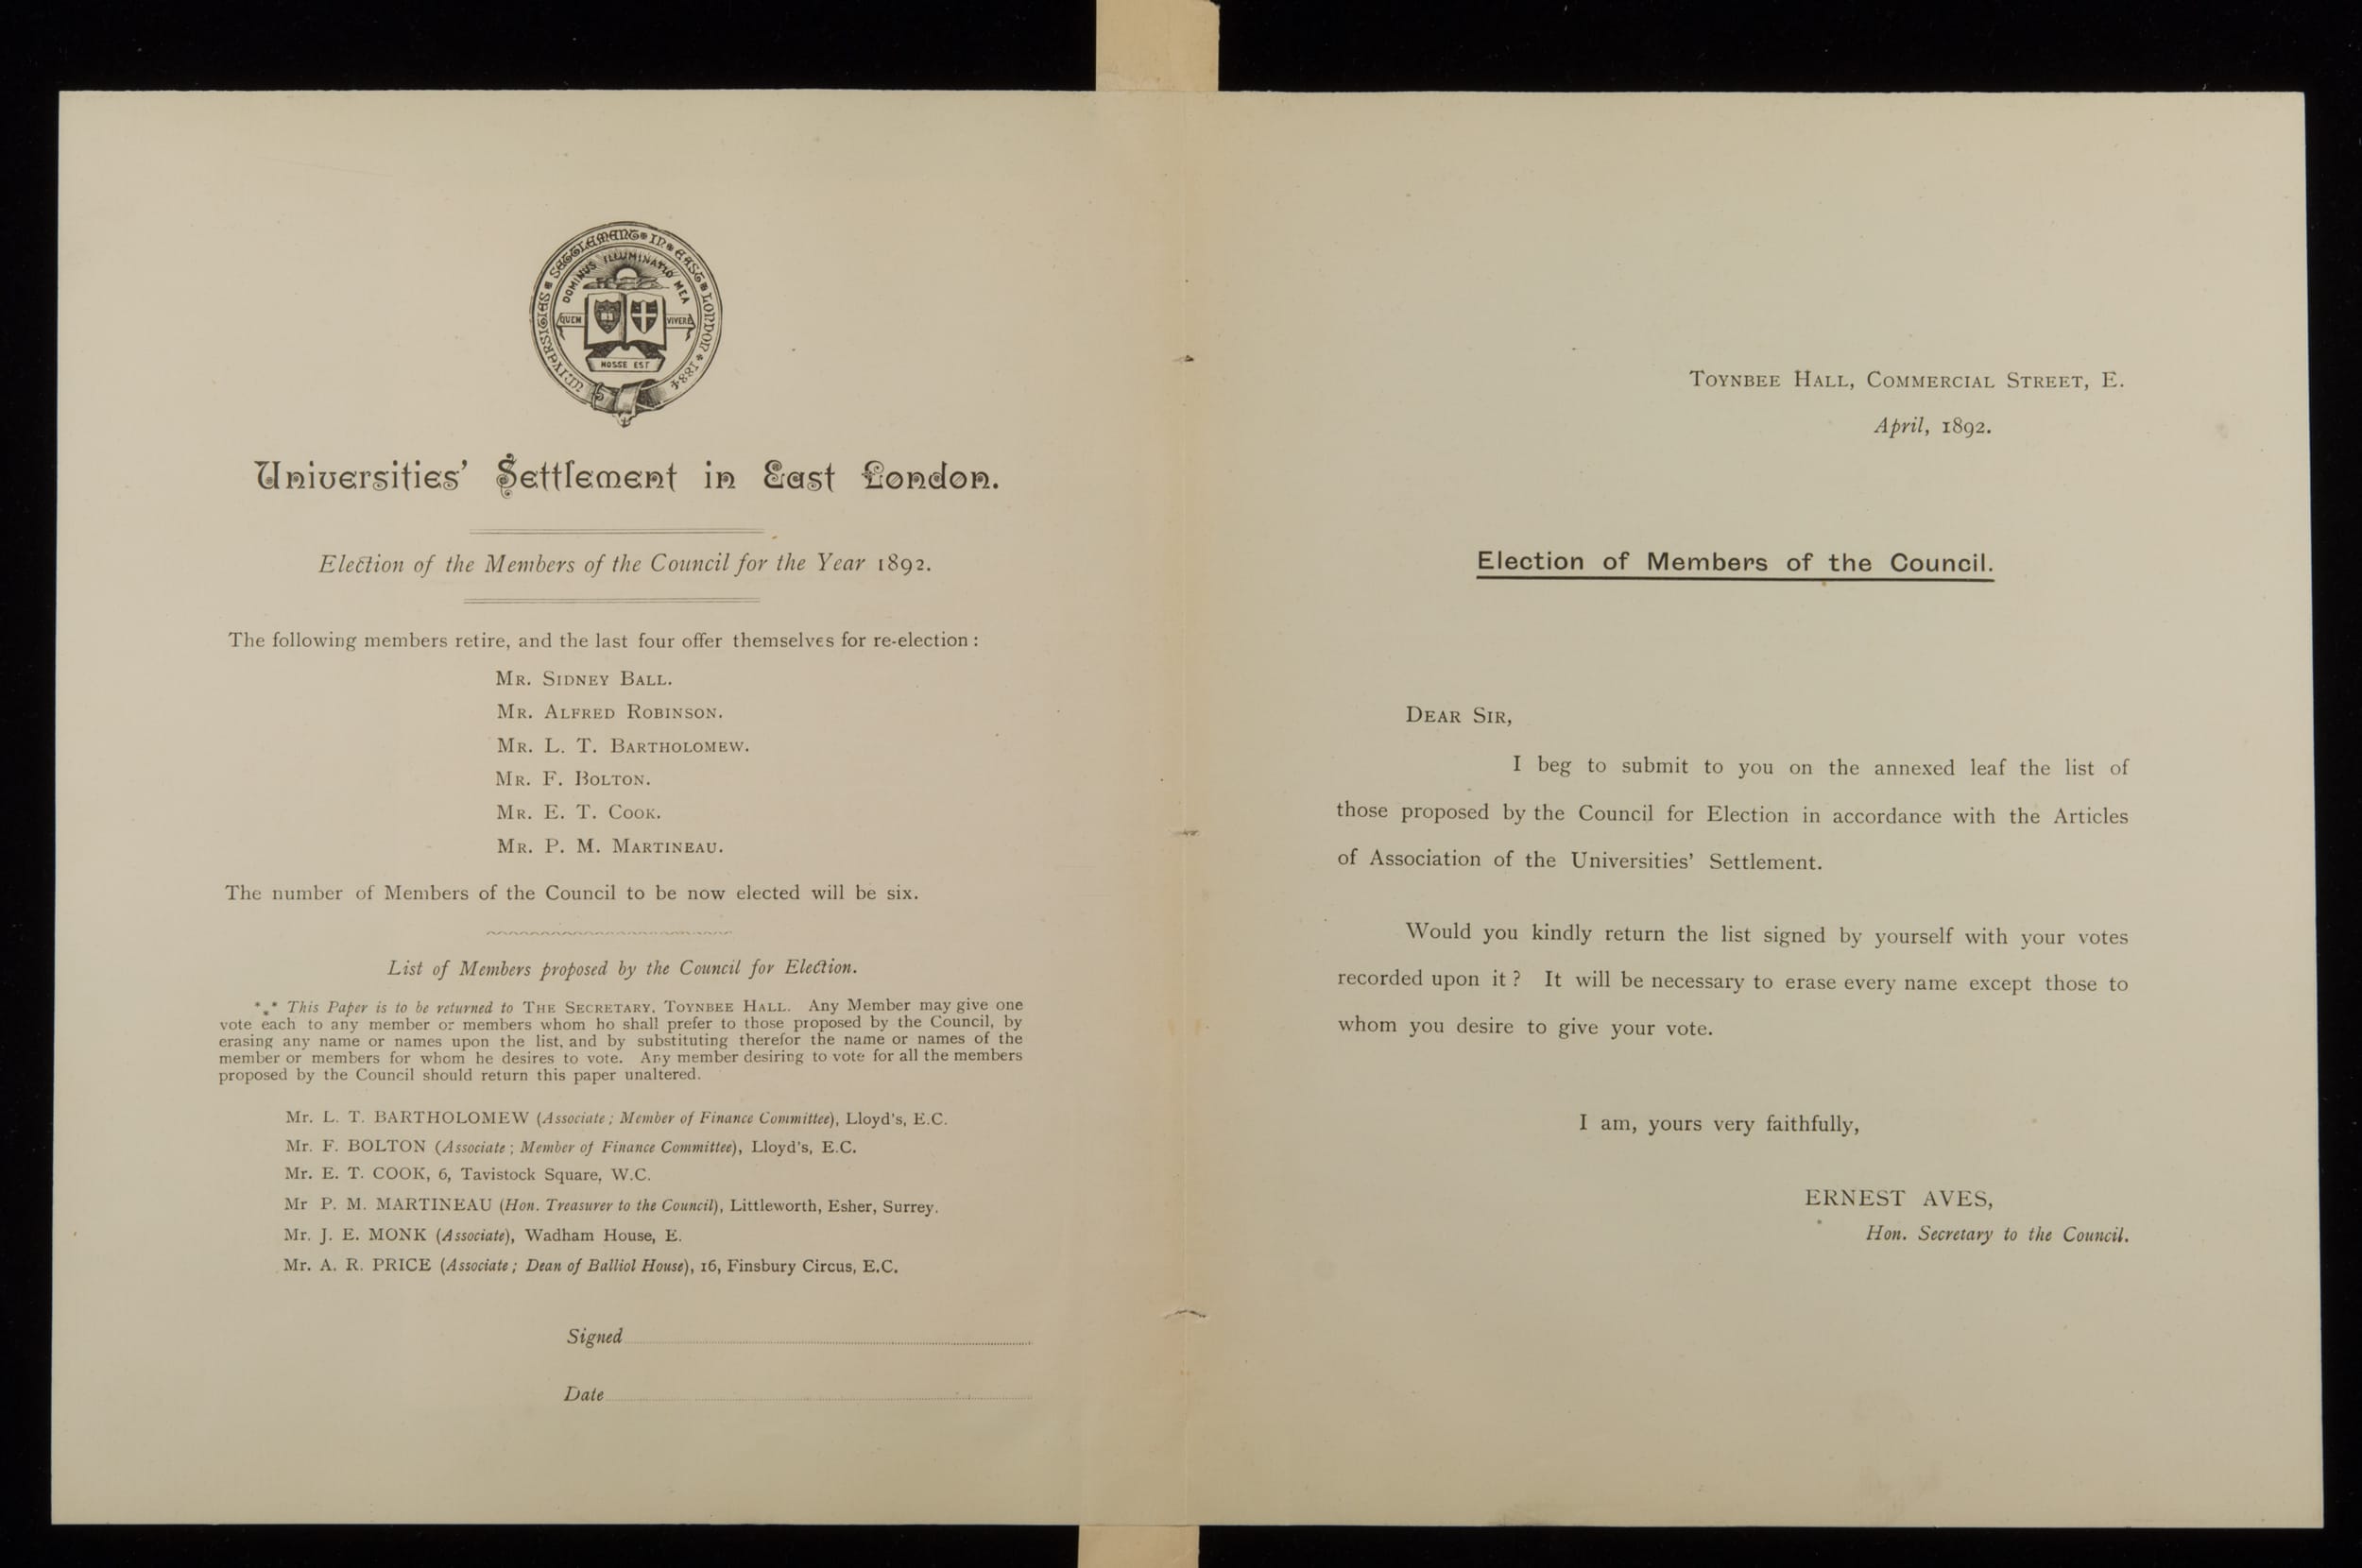 UNIVERSITIES * SETTLEMENT * IN * EAST * LONDON * 1884
DOMINUS ILLUMINATIO MEA
QUEM VIVERE
NOSSE EST
Universities' Settlement in East London.
Election of the Members of the Council for the Year 1892.
The following members retire, and the last four offer themselves for re-election :
MR. SIDNEY BALL.
MR. ALFRED ROBINSON.
MR. L. T. BARTHOLOMEW.
MR. F. BOLTON.
MR. E. T. COOK.
MR. P. M. MARTINEAU.
The number of Members of the Council to be now elected will be six.
List of Members proposed by the Council for Election.
*⁎* This Paper is to be returned to THE SECRETARY, TOYNBEE HALL. Any Member may give one
vote each to any member or members whom ho shall prefer to those proposed by the Council, by
erasing any name or names upon the list, and by substituting therefor the name or names of the
member or members for whom he desires to vote. Any member desiring to vote for all the members
proposed by the Council should return this paper unaltered.
Mr. L. T. BARTHOLOMEW (Associate ; Member of Finance Committee), Lloyd's, E.C.
Mr. F. BOLTON (Associate ; Member of Finance Committee), Lloyd's, E.C.
Mr. E. T. COOK, 6, Tavistock Square, W.C.
Mr P. M. MARTINEAU (Hon. Treasurer to the Council), Littleworth, Esher, Surrey.
Mr. J. E. MONK (Associate), Wadham House, E.
Mr. A. R. PRICE (Associate ; Dean of Balliol House), 16, Finsbury Circus, E.C.
Signed
Date
TOYNBEE HALL, COMMERCIAL STREET, E.
April, 1892.
Election of Members of the Council.
DEAR SIR,
I beg to submit to you on the annexed leaf the list of
those proposed by the Council for Election in accordance with the Articles
of Association of the Universities' Settlement.
Would you kindly return the list signed by yourself with your votes
recorded upon it ? It will be necessary to erase every name except those to
whom you desire to give your vote.
I am, yours very faithfully,
ERNEST AVES,
Hon. Secretary to the Council.